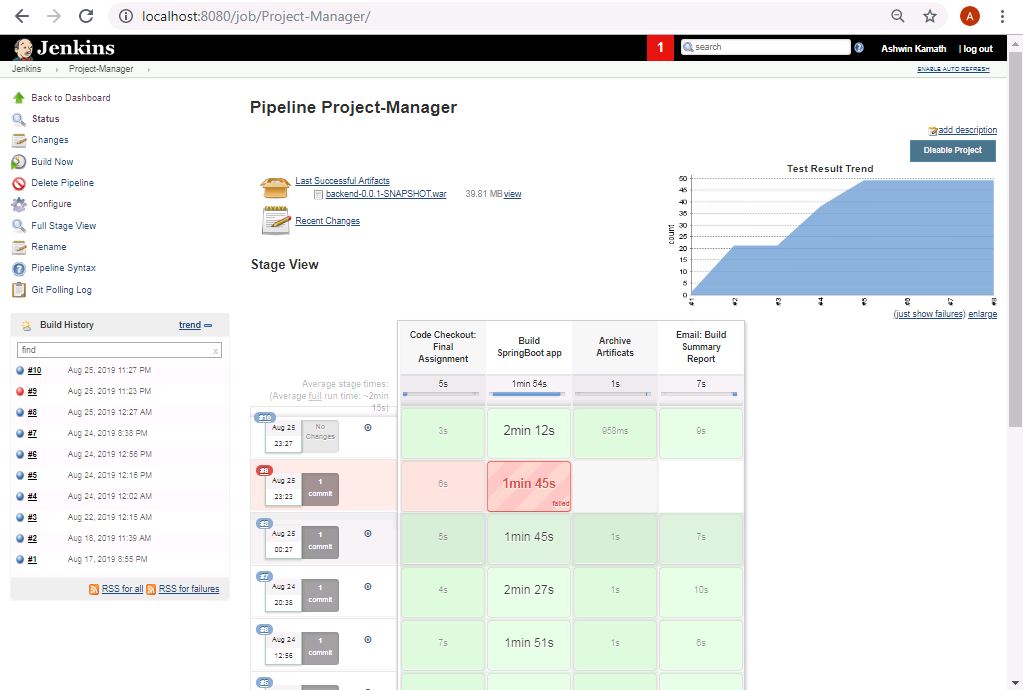 localhost:8080/job/Project-Manager/
A
Jenkins
1
search
Ashwin Kamath
| log out
Jenkins
Project-Manager
ENABLE AUTO REFRESH
Back to Dashboard
Status
Changes
Build Now
Delete Pipeline
Configure
Full Stage View
Rename
Pipeline Syntax
Git Polling Log
Build History
trend
find
x
#10 Aug 25, 2019 11:27 PM
#9 Aug 25, 2019 11:23 PM
#8 Aug 25, 2019 12:27 AM
#7 Aug 24, 2019 8:38 PM
#6 Aug 24, 2019 12:56 PM
#5 Aug 24, 2019 12:16 PM
#4 Aug 24, 2019 12:02 AM
#3 Aug 22, 2019 12:15 AM
#2 Aug 18, 2019 11:39 AM
#1 Aug 17, 2019 8:55 PM
RSS for all
RSS for failures
Pipeline Project-Manager
add description
Disable Project
Last Successful Artifacts
backend-0.0.1-SNAPSHOT.war 39.81 MB view
Recent Changes
Test Result Trend
count
50
45
40
35
30
25
20
15
10
5
0
#1 #2 #3 #4 #5 #6 #7 #8
(just show failures) enlarge
Stage View
Code Checkout:
Final
Assignment
Build
SpringBoot app
Archive
Artificats
Email: Build
Summary
Report
Average stage times:
(Average full run time: ~2min
15s)
5s 1min 54s 1s 7s
#10
Aug 25
23:27
No
Changes
3s 2min 12s 958ms 9s
#9
Aug 25
23:23
1
commit
6s 1min 45s
failed
#8
Aug 25
00:27
1
commit
5s 1min 45s 1s 7s
#7
Aug 24
20:38
1
commit
4s 2min 27s 1s 10s
#6
Aug 24
12:56
1
commit
7s 1min 51s 1s 6s
#5